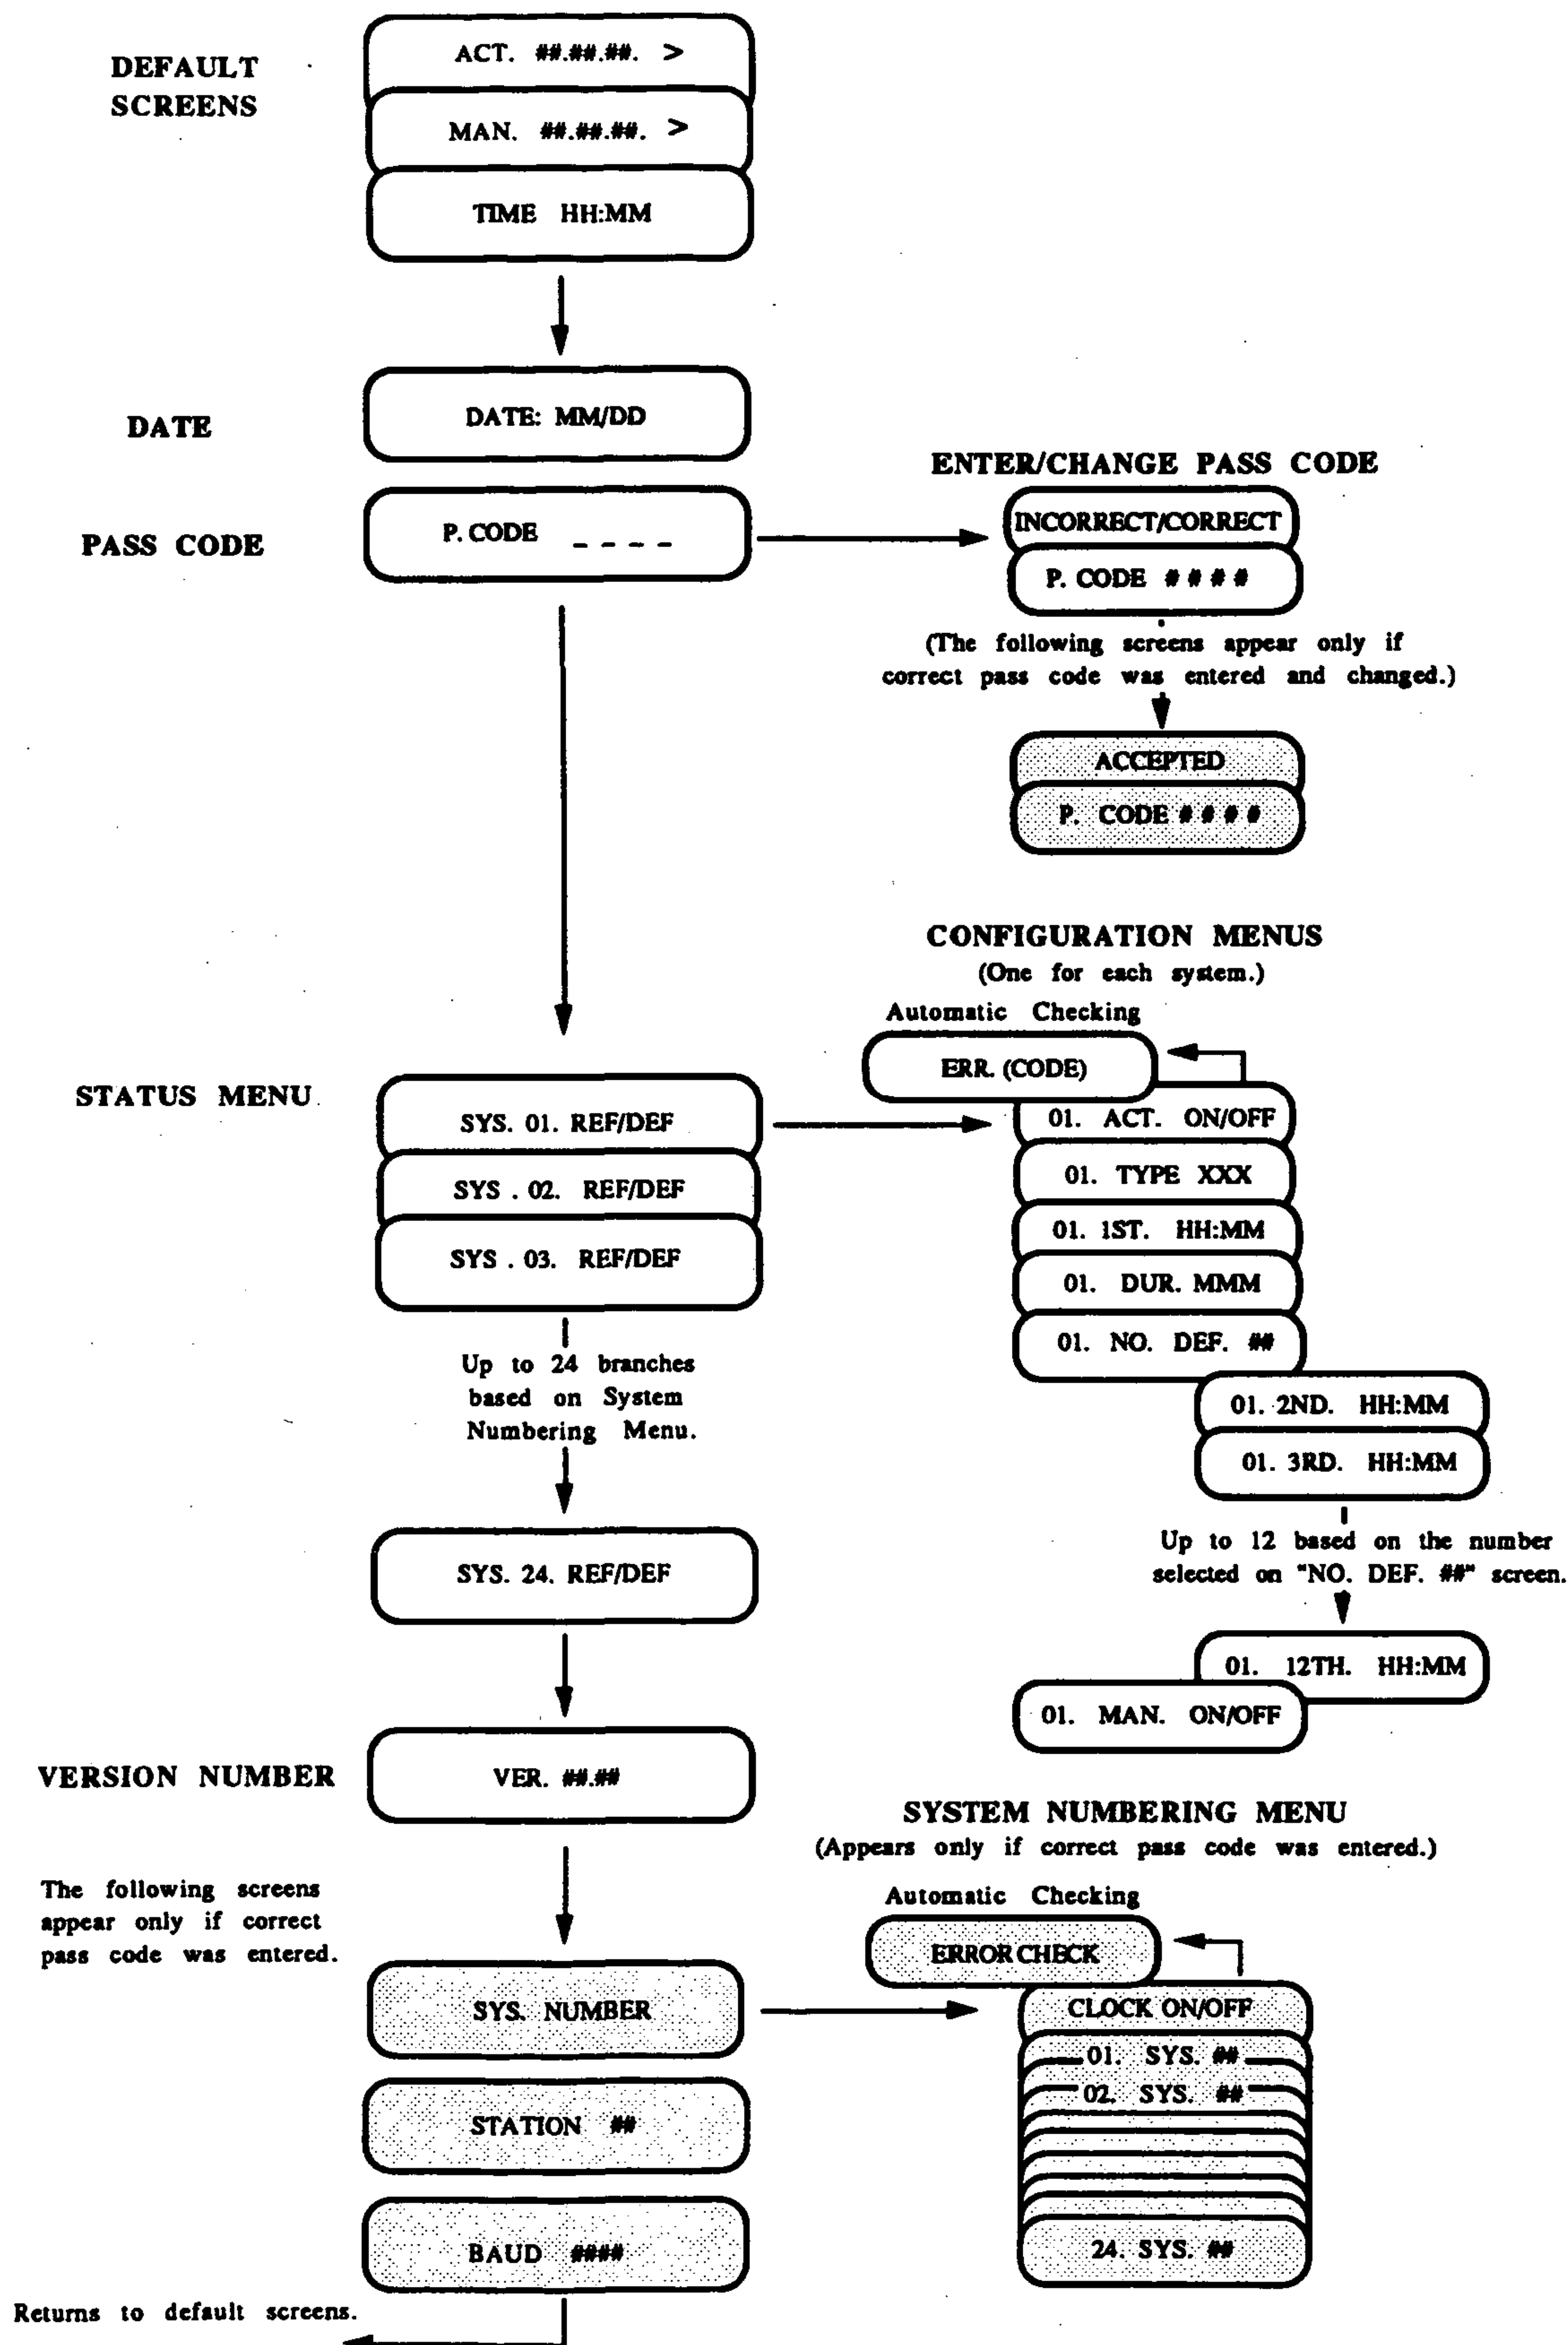 DEFAULT
SCREENS
ACT. ##.##.##. >
MAN. ##.##.##. >
TIME HH:MM
DATE
DATE: MM/DD
PASS CODE
P. CODE _ _ _ _
ENTER/CHANGE PASS CODE
INCORRECT/CORRECT
P. CODE # # # #
(The following screens appear only if
correct pass code was entered and changed.)
ACCEPTED
P. CODE # # # #
STATUS MENU
SYS. 01. REF/DEF
SYS . 02. REF/DEF
SYS . 03. REF/DEF
Up to 24 branches
based on System
Numbering Menu.
SYS. 24. REF/DEF
CONFIGURATION MENUS
(One for each system.)
Automatic Checking
ERR. (CODE)
01. ACT. ON/OFF
01. TYPE XXX
01. 1ST. HH:MM
01. DUR. MMM
01. NO. DEF. ##
01. 2ND. HH:MM
01. 3RD. HH:MM
Up to 12 based on the number
selected on "NO. DEF. ##" screen.
01. 12TH. HH:MM
01. MAN. ON/OFF
VERSION NUMBER
VER. ##.##
The following screens
appear only if correct
pass code was entered.
SYS. NUMBER
STATION ##
BAUD ####
Returns to default screens.
SYSTEM NUMBERING MENU
(Appears only if correct pass code was entered.)
Automatic Checking
ERROR CHECK
CLOCK ON/OFF
01. SYS. ##
02. SYS. ##
24. SYS. ##